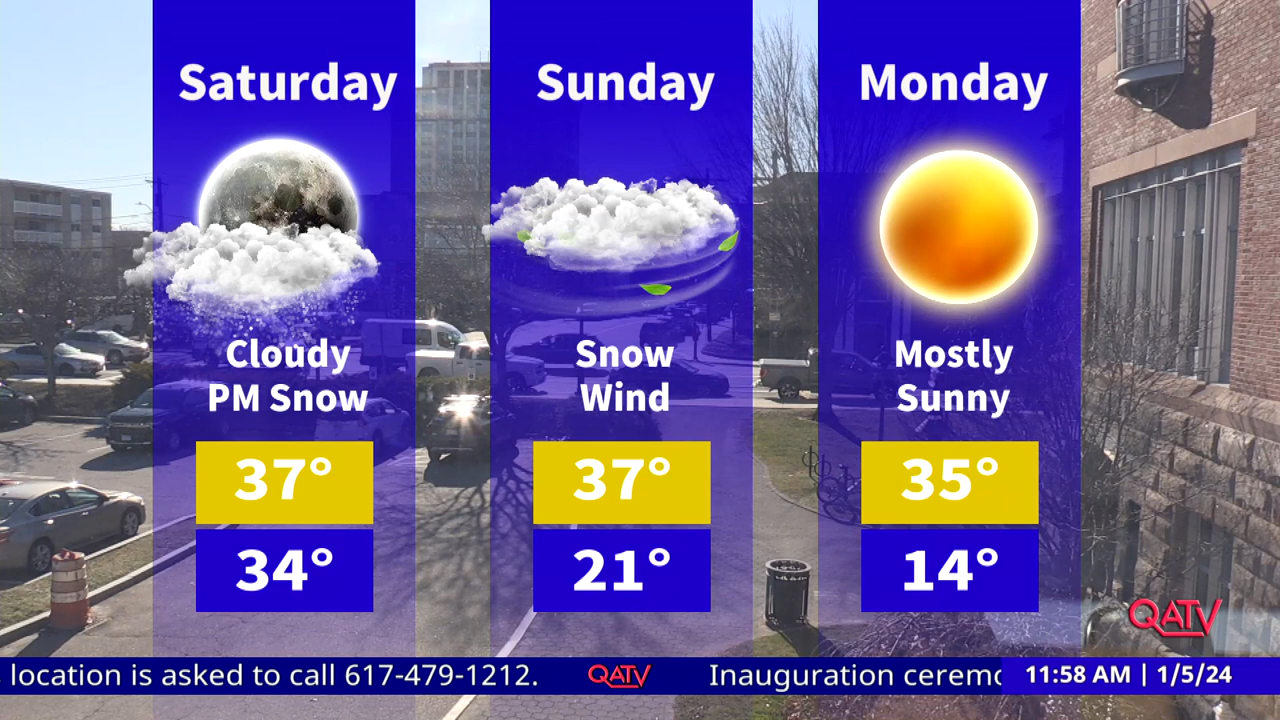 Saturday
Cloudy
PM Snow
37°
34°
Sunday
Snow
Wind
37°
21°
Monday
Mostly
Sunny
35°
14°
QATV
location is asked to call 617-479-1212. QATV Inauguration
11:58 AM | 1/5/24